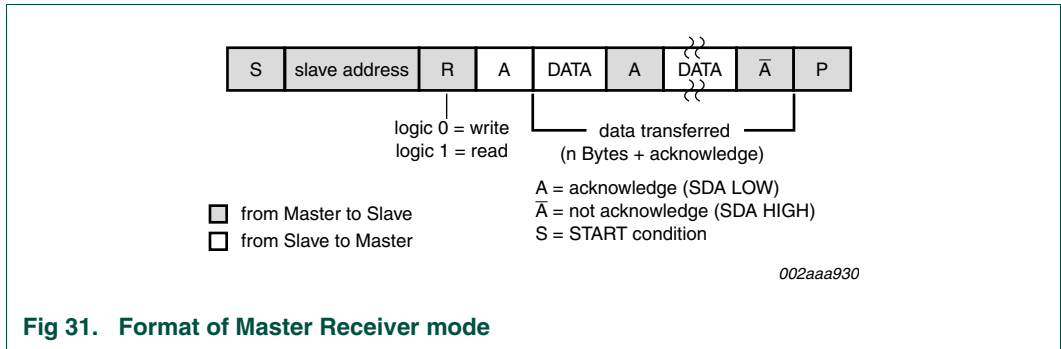 S slave address R A DATA A DATA A̅ P
logic 0 = write
logic 1 = read
data transferred
(n Bytes + acknowledge)
A = acknowledge (SDA LOW)
A̅ = not acknowledge (SDA HIGH)
S = START condition
from Master to Slave
from Slave to Master
002aaa930
Fig 31. Format of Master Receiver mode